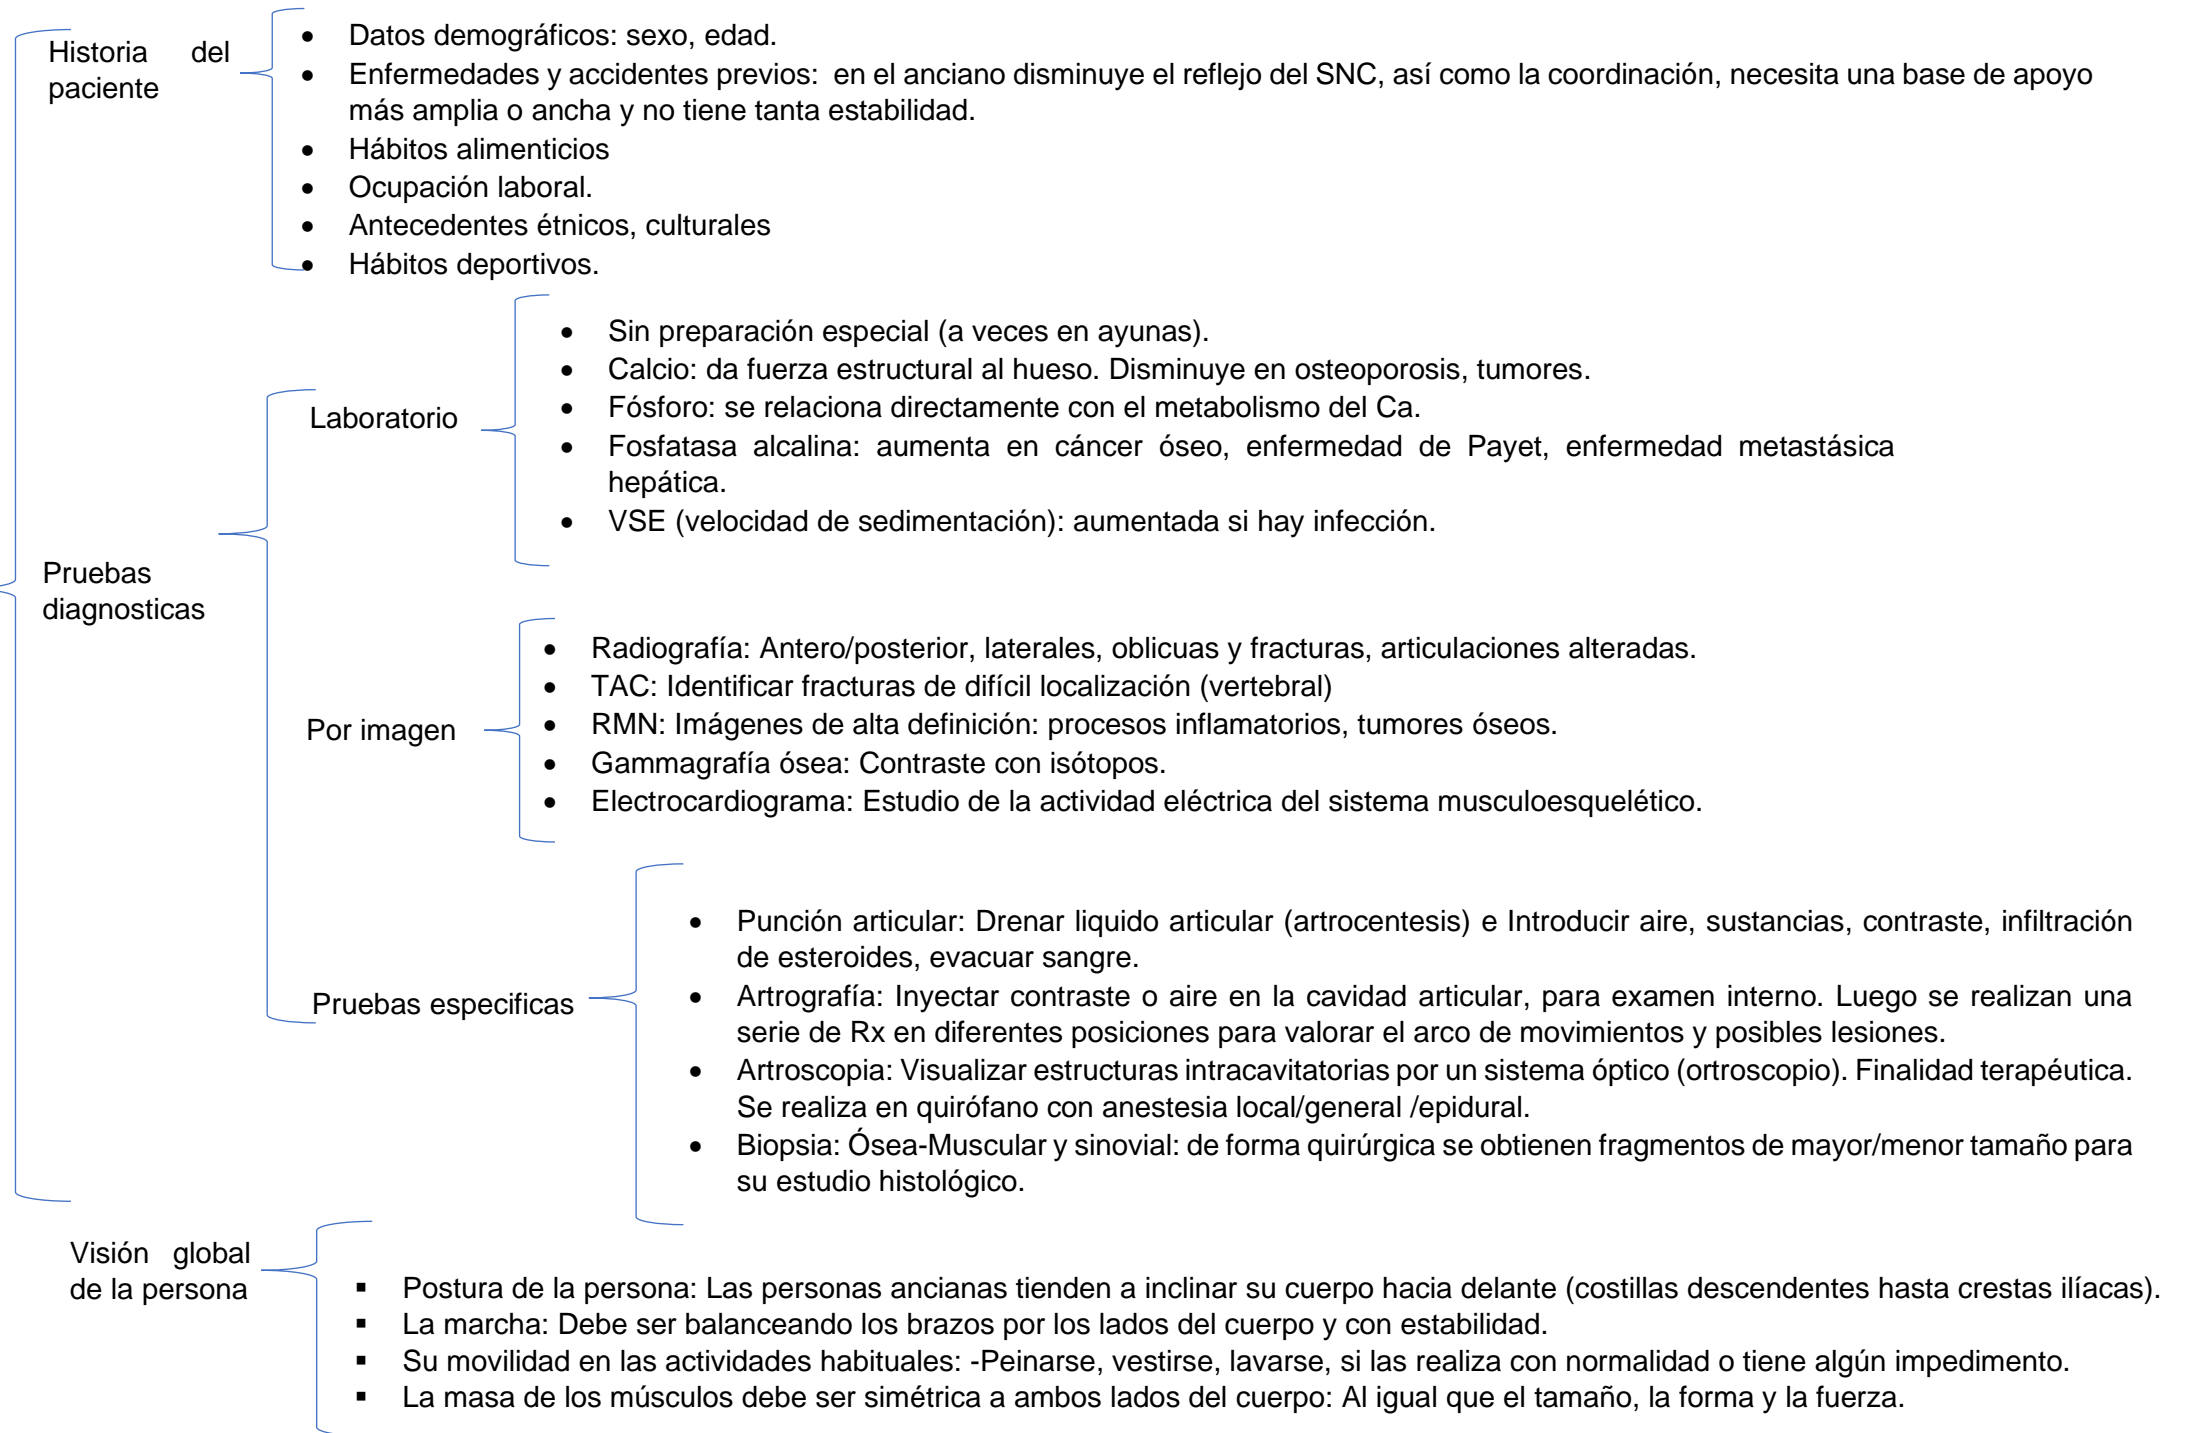 Historia del
paciente
• Datos demográficos: sexo, edad.
• Enfermedades y accidentes previos: en el anciano disminuye el reflejo del SNC, así como la coordinación, necesita una base de apoyo
más amplia o ancha y no tiene tanta estabilidad.
• Hábitos alimenticios
• Ocupación laboral.
• Antecedentes étnicos, culturales
• Hábitos deportivos.
Pruebas
diagnosticas
Laboratorio
• Sin preparación especial (a veces en ayunas).
• Calcio: da fuerza estructural al hueso. Disminuye en osteoporosis, tumores.
• Fósforo: se relaciona directamente con el metabolismo del Ca.
• Fosfatasa alcalina: aumenta en cáncer óseo, enfermedad de Payet, enfermedad metastásica
hepática.
• VSE (velocidad de sedimentación): aumentada si hay infección.
Por imagen
• Radiografía: Antero/posterior, laterales, oblicuas y fracturas, articulaciones alteradas.
• TAC: Identificar fracturas de difícil localización (vertebral)
• RMN: Imágenes de alta definición: procesos inflamatorios, tumores óseos.
• Gammagrafía ósea: Contraste con isótopos.
• Electrocardiograma: Estudio de la actividad eléctrica del sistema musculoesquelético.
Pruebas especificas
• Punción articular: Drenar liquido articular (artrocentesis) e Introducir aire, sustancias, contraste, infiltración
de esteroides, evacuar sangre.
• Artrografía: Inyectar contraste o aire en la cavidad articular, para examen interno. Luego se realizan una
serie de Rx en diferentes posiciones para valorar el arco de movimientos y posibles lesiones.
• Artroscopia: Visualizar estructuras intracavitatorias por un sistema óptico (ortroscopio). Finalidad terapéutica.
Se realiza en quirófano con anestesia local/general /epidural.
• Biopsia: Ósea-Muscular y sinovial: de forma quirúrgica se obtienen fragmentos de mayor/menor tamaño para
su estudio histológico.
Visión global
de la persona
▪ Postura de la persona: Las personas ancianas tienden a inclinar su cuerpo hacia delante (costillas descendentes hasta crestas ilíacas).
▪ La marcha: Debe ser balanceando los brazos por los lados del cuerpo y con estabilidad.
▪ Su movilidad en las actividades habituales: -Peinarse, vestirse, lavarse, si las realiza con normalidad o tiene algún impedimento.
▪ La masa de los músculos debe ser simétrica a ambos lados del cuerpo: Al igual que el tamaño, la forma y la fuerza.